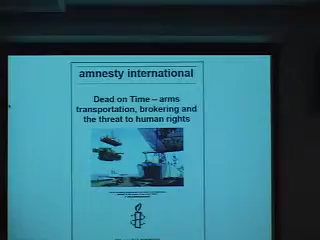 amnesty international
Dead on Time – arms
transportation, brokering and
the threat to human rights